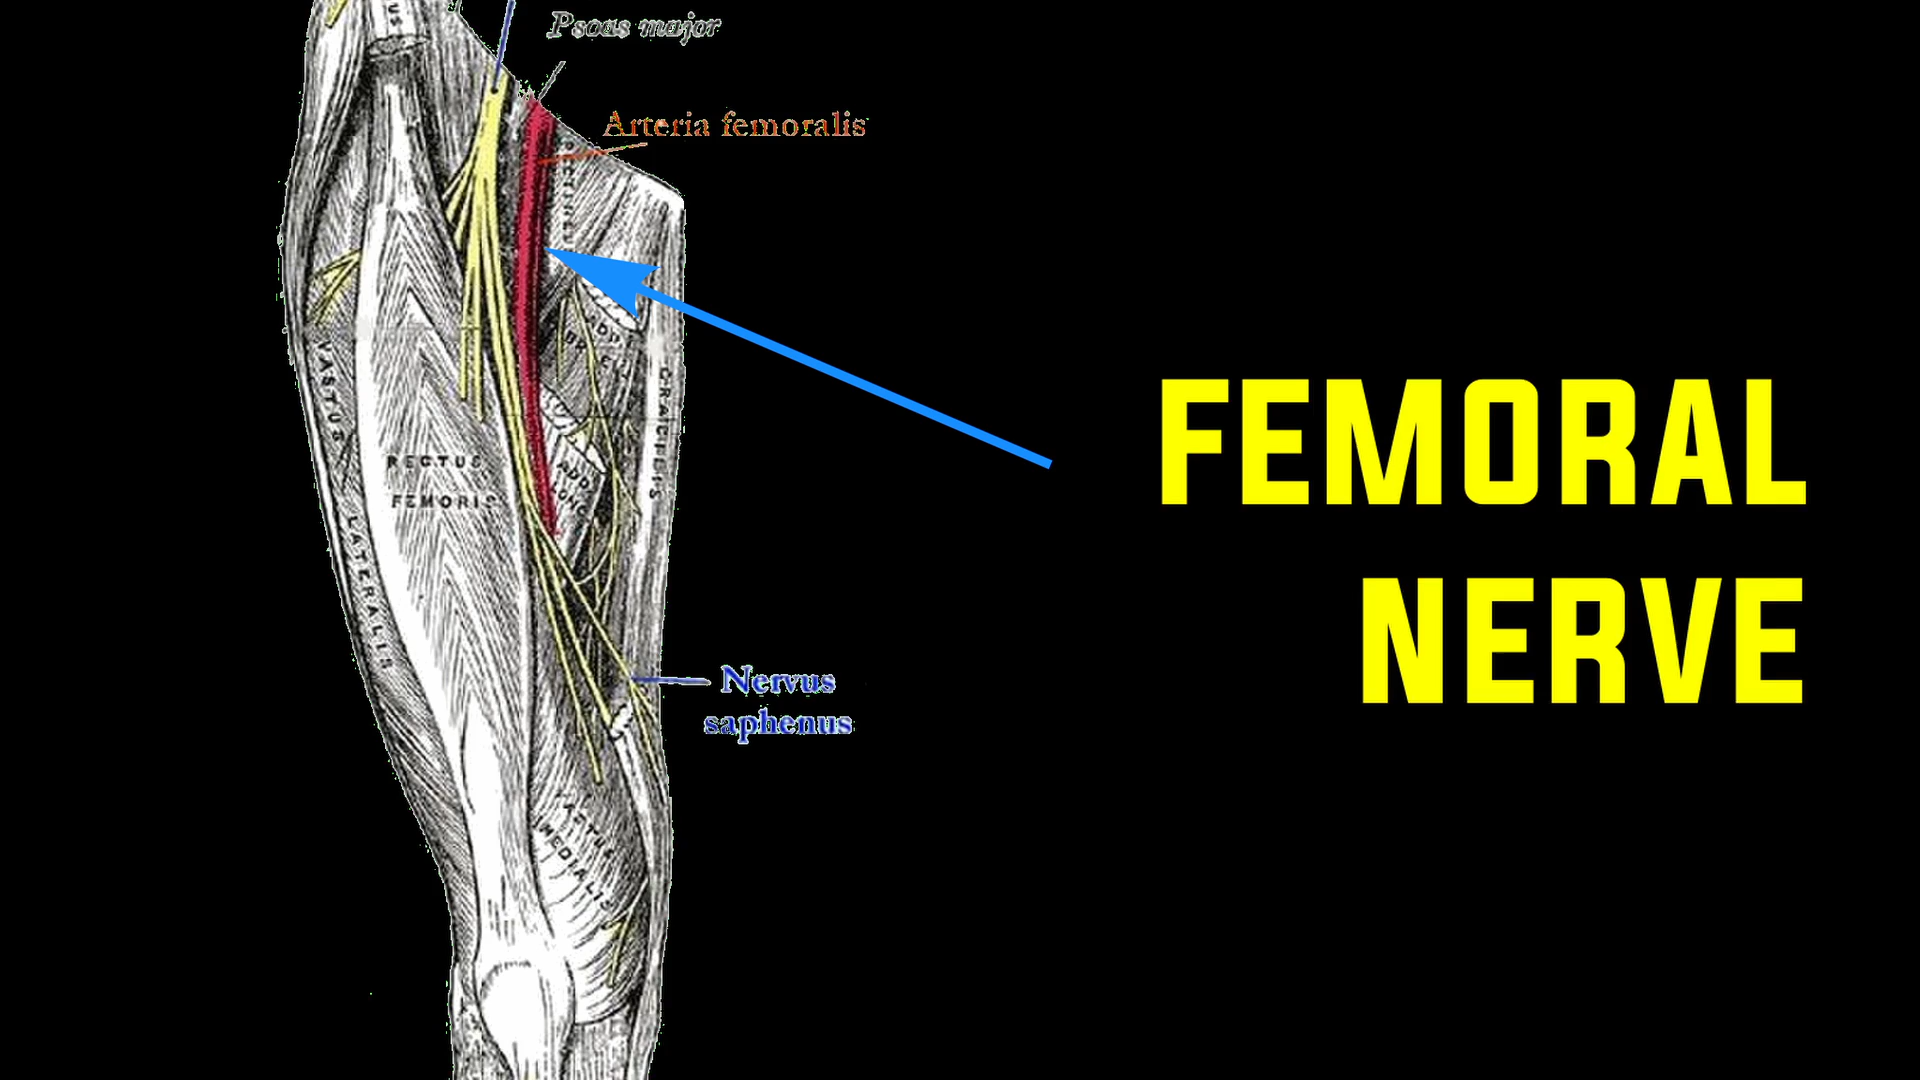 Psoas major
Arteria femoralis
FEMORAL
NERVE
RECTUS
FEMORIS
VASTUS
LATERALIS
GRACILIS
Nervus
saphenus
VASTUS
MEDIALIS